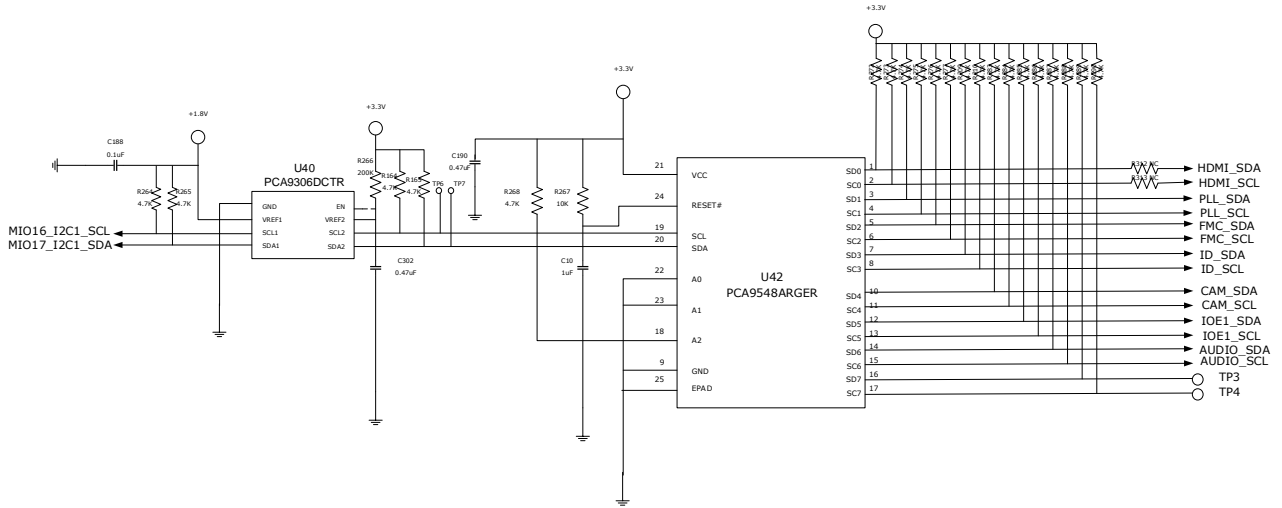 +3.3V
+3.3V
+3.3V
+1.8V
C188
0.1uF
U40
PCA9306DCTR
R264
4.7K
R265
4.7K
GND
VREF1
SCL1
SDA1
EN
VREF2
SCL2
SDA2
MIO16_I2C1_SCL
MIO17_I2C1_SDA
R266
200K
R164
4.7K
R165
4.7K
TP6
TP7
C302
0.47uF
C190
0.47uF
R268
4.7K
R267
10K
C10
1uF
21
24
19
20
22
23
18
9
25
VCC
RESET#
SCL
SDA
A0
A1
A2
GND
EPAD
U42
PCA9548ARGER
SD0
SC0
SD1
SC1
SD2
SC2
SD3
SC3
SD4
SC4
SD5
SC5
SD6
SC6
SD7
SC7
1
2
3
4
5
6
7
8
10
11
12
13
14
15
16
17
R312 NC
R313 NC
HDMI_SDA
HDMI_SCL
PLL_SDA
PLL_SCL
FMC_SDA
FMC_SCL
ID_SDA
ID_SCL
CAM_SDA
CAM_SCL
IOE1_SDA
IOE1_SCL
AUDIO_SDA
AUDIO_SCL
TP3
TP4